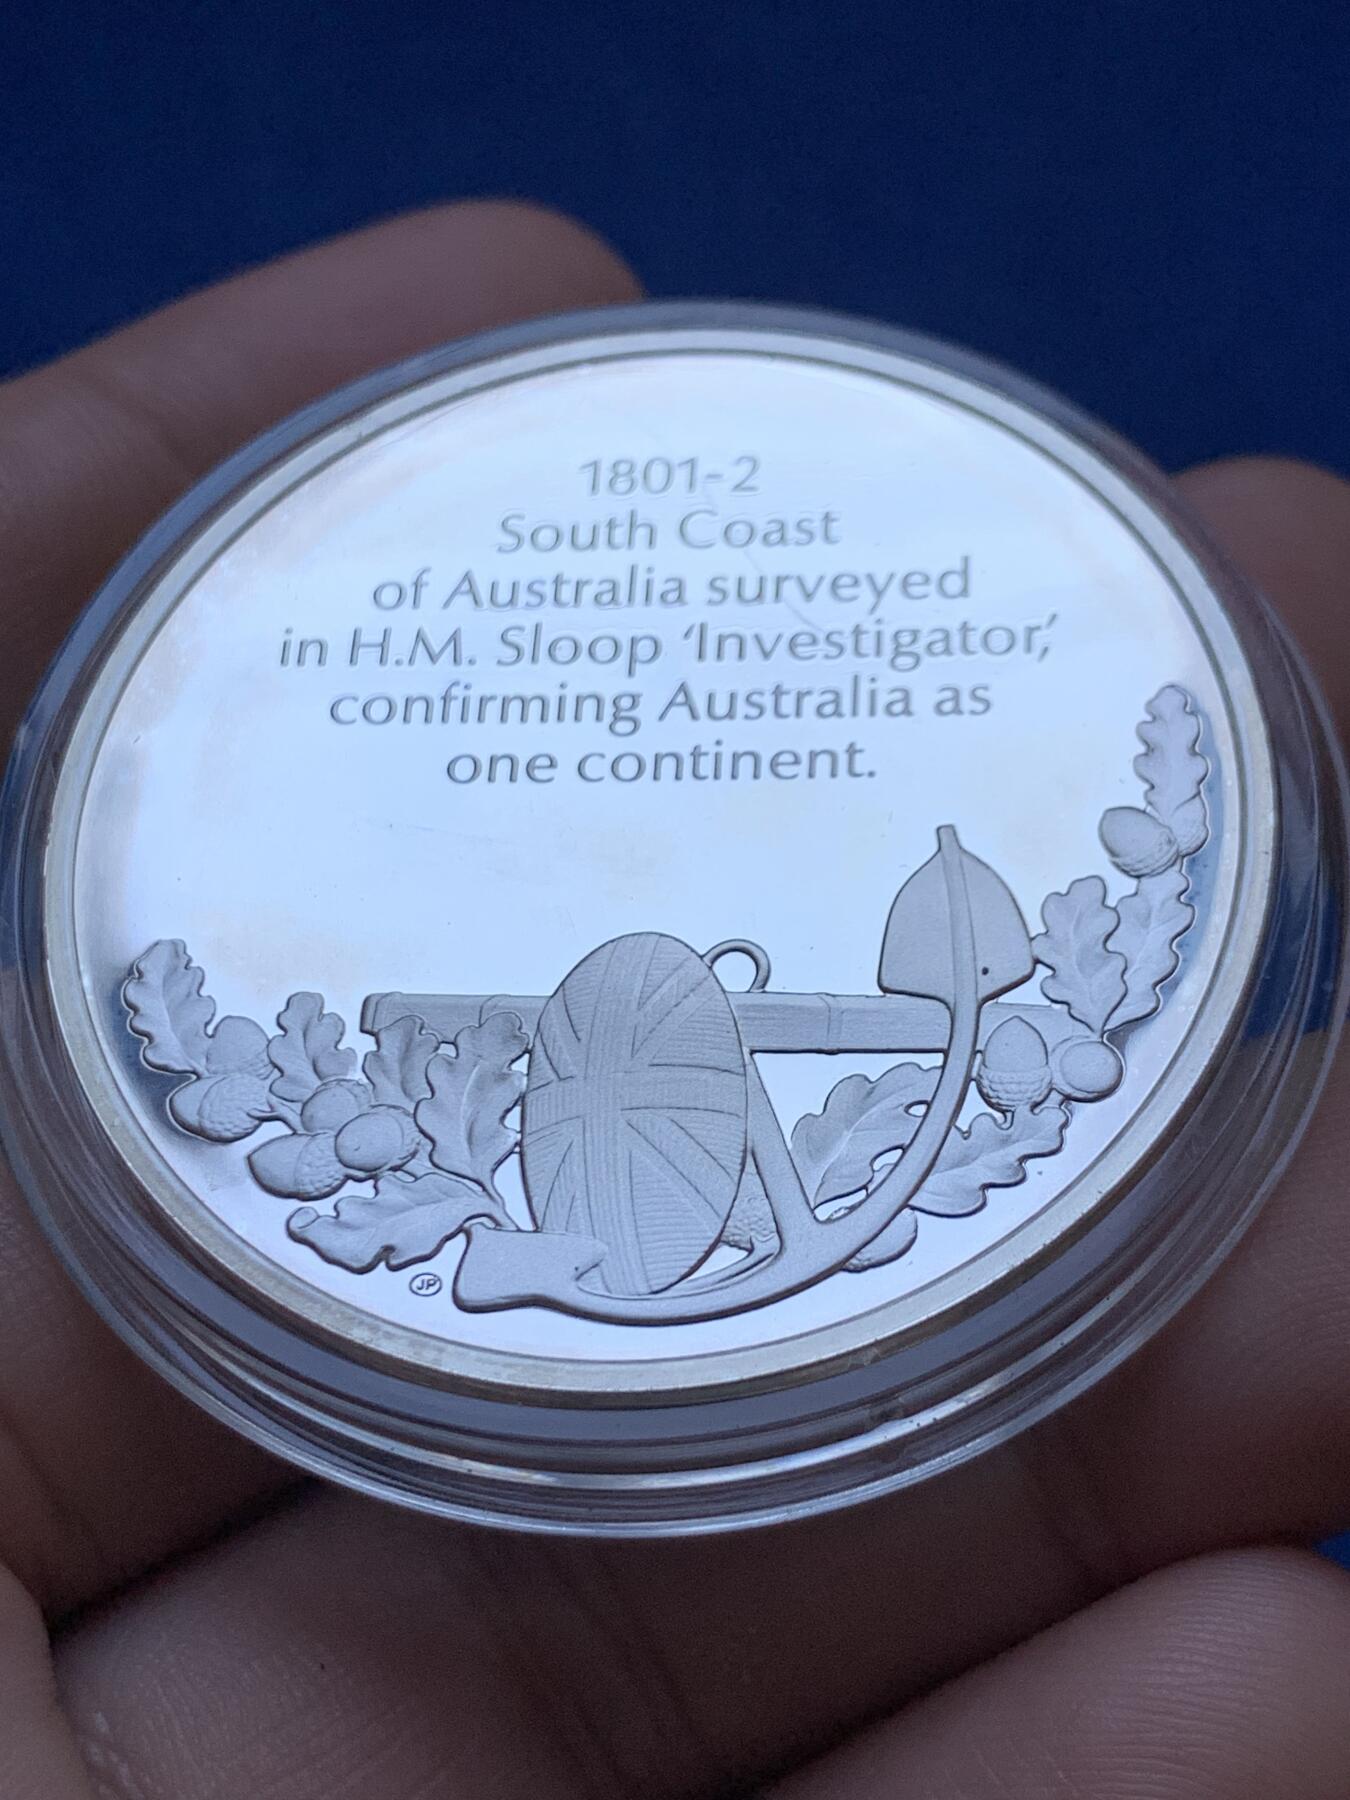 1801-2
South Coast
of Australia surveyed
in H.M. Sloop ‘Investigator’,
confirming Australia as
one continent.
JP